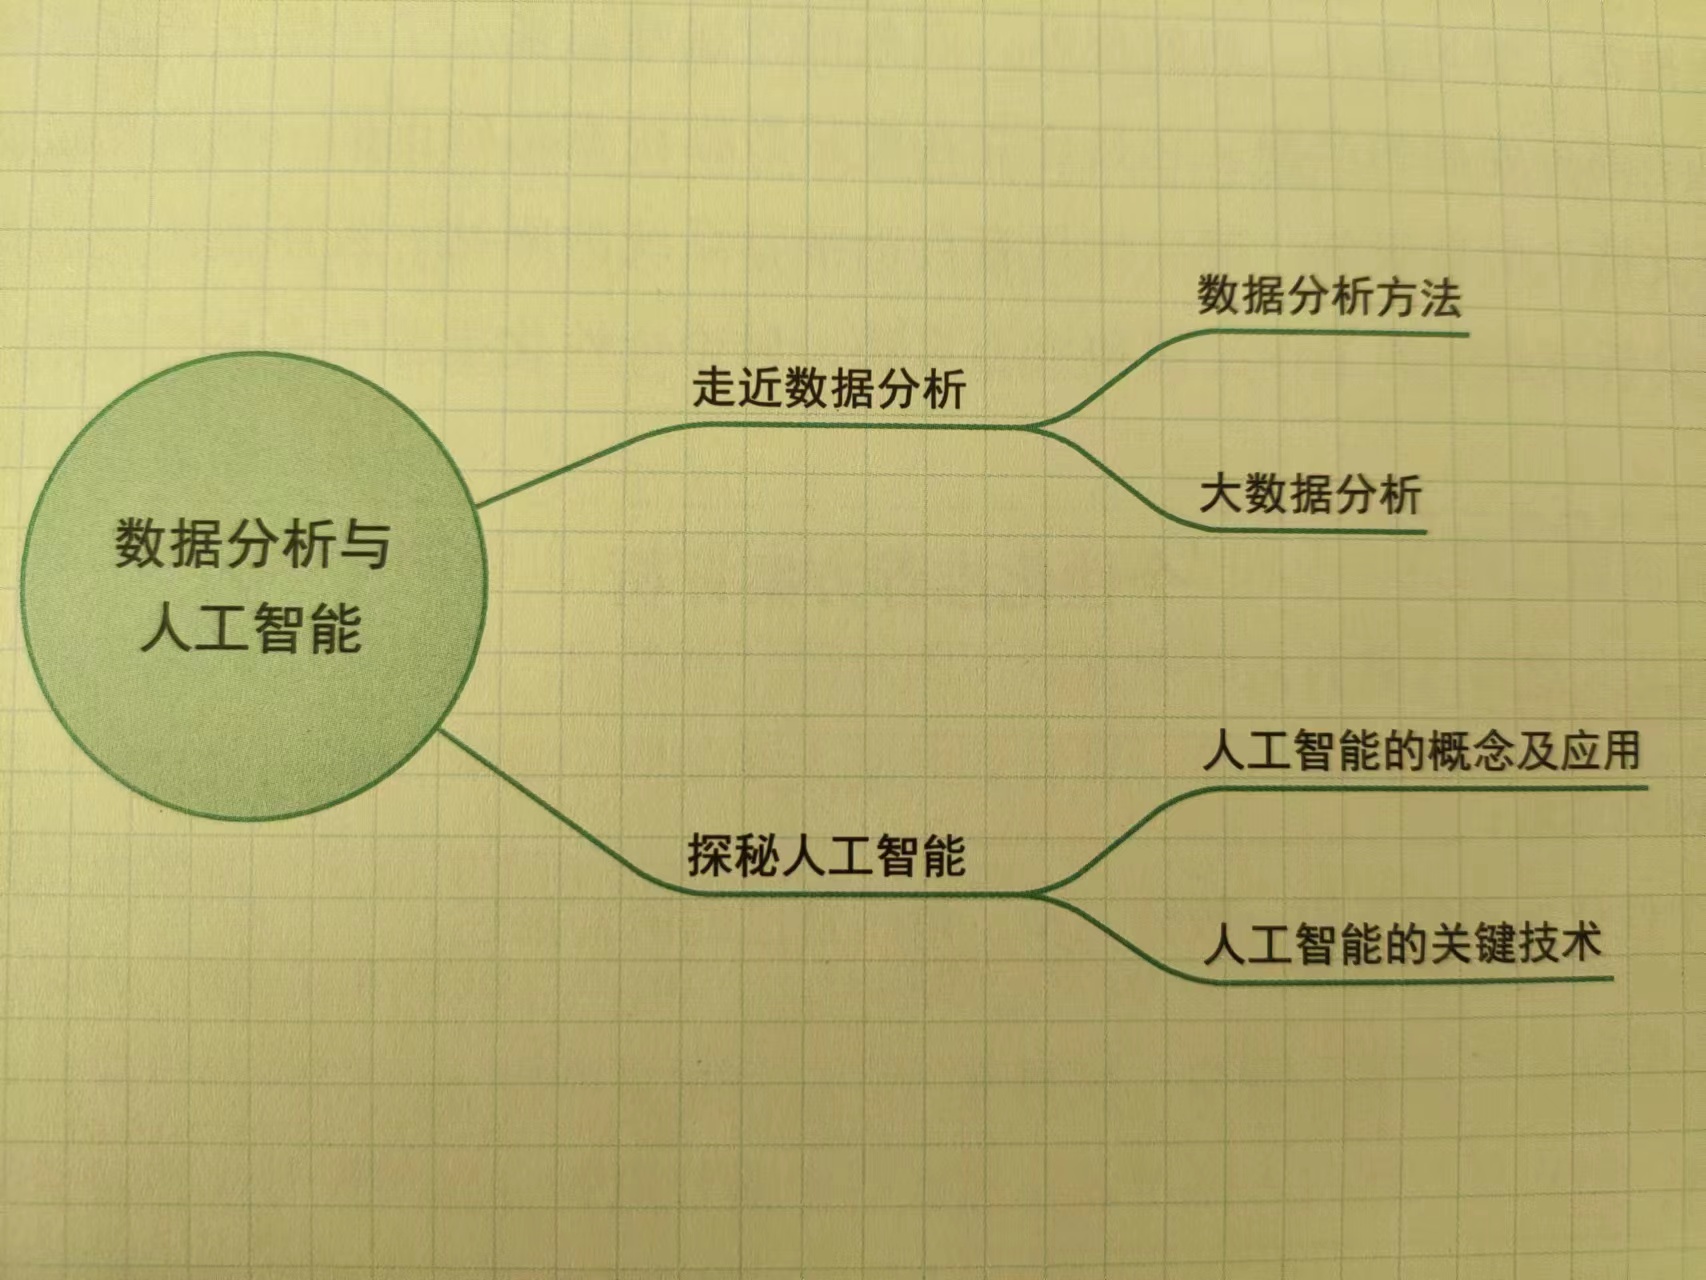 数据分析与
人工智能
走近数据分析
数据分析方法
大数据分析
探秘人工智能
人工智能的概念及应用
人工智能的关键技术